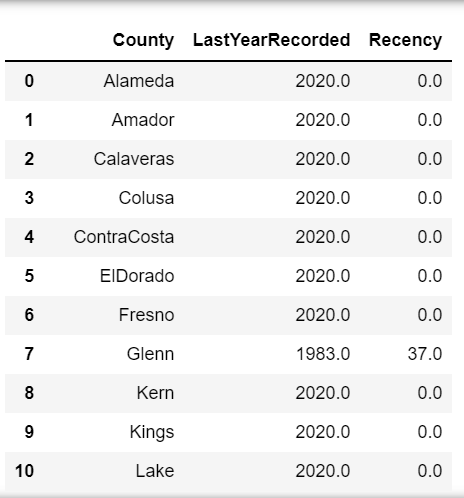 County LastYearRecorded Recency
0 Alameda 2020.0 0.0
1 Amador 2020.0 0.0
2 Calaveras 2020.0 0.0
3 Colusa 2020.0 0.0
4 ContraCosta 2020.0 0.0
5 ElDorado 2020.0 0.0
6 Fresno 2020.0 0.0
7 Glenn 1983.0 37.0
8 Kern 2020.0 0.0
9 Kings 2020.0 0.0
10 Lake 2020.0 0.0